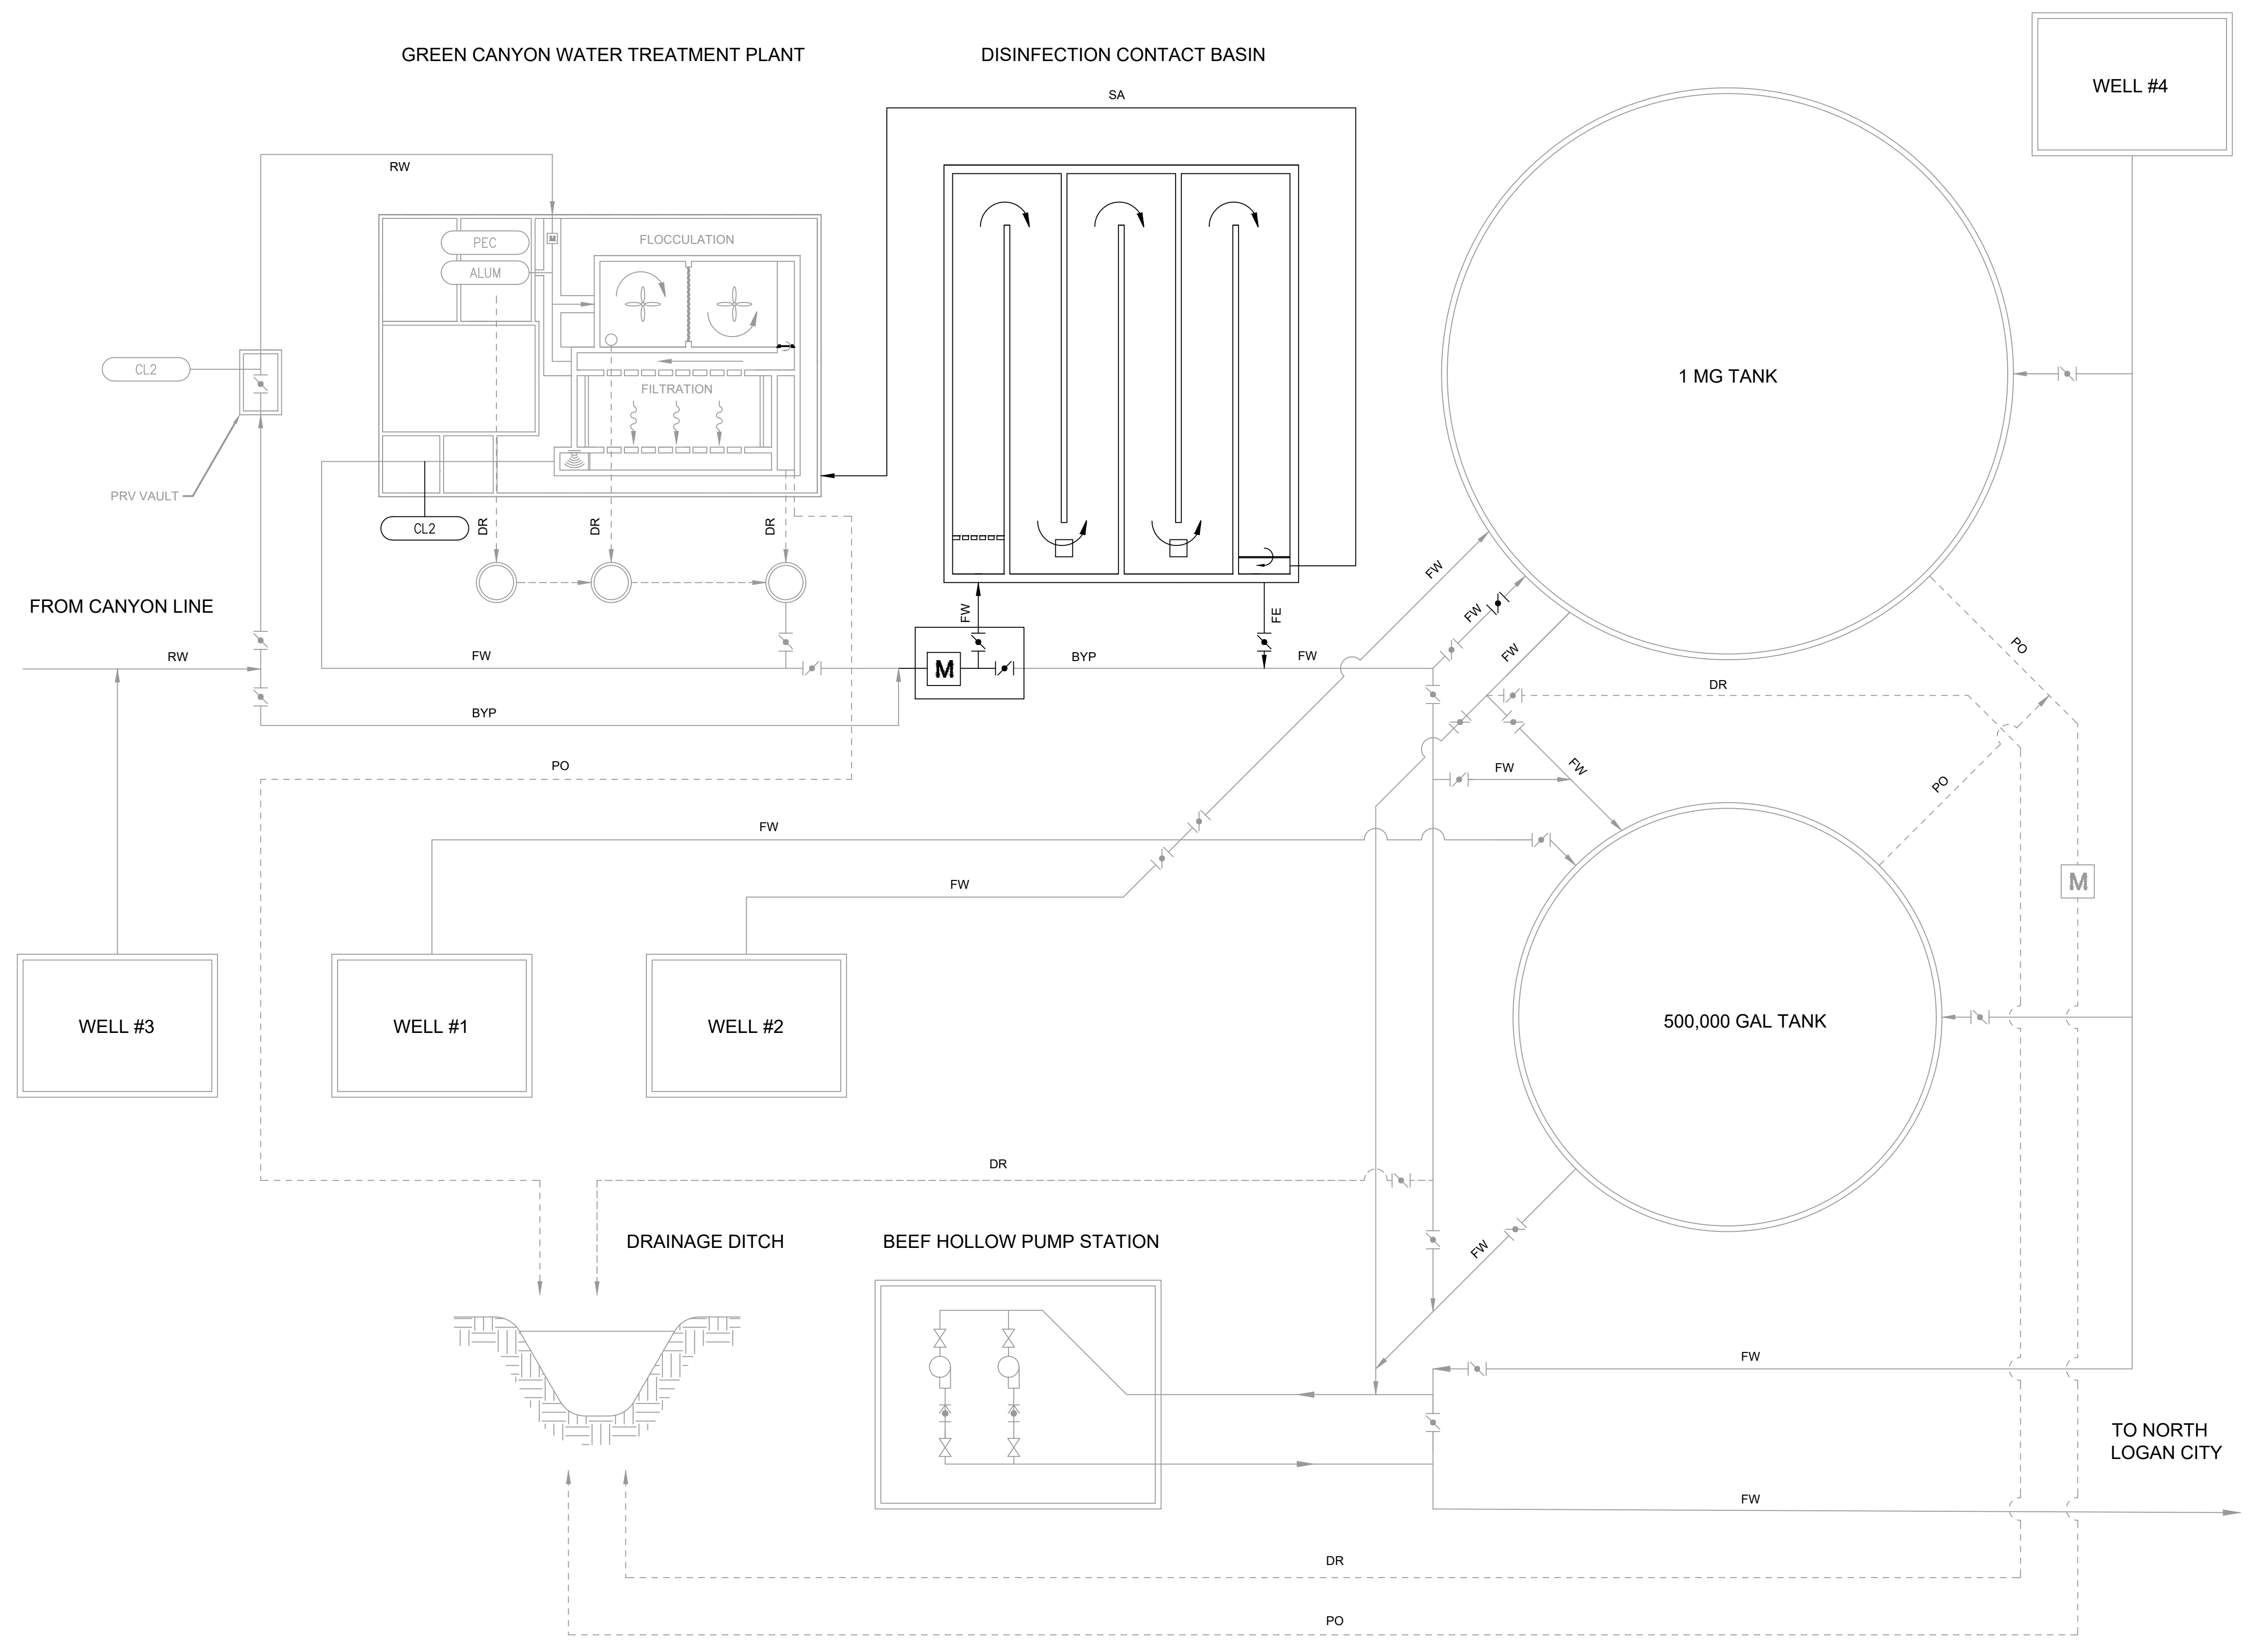 GREEN CANYON WATER TREATMENT PLANT
DISINFECTION CONTACT BASIN
WELL #4
SA
RW
PEC
M
FLOCCULATION
ALUM
CL2
1 MG TANK
FILTRATION
PRV VAULT
CL2
DR
DR
DR
FROM CANYON LINE
FW
FE
FW
FW
FW
PO
RW
FW
M
BYP
FW
DR
BYP
PO
FW
FW
PO
FW
FW
M
WELL #3
WELL #1
WELL #2
500,000 GAL TANK
DR
DRAINAGE DITCH
BEEF HOLLOW PUMP STATION
FW
FW
TO NORTH
LOGAN CITY
FW
DR
PO